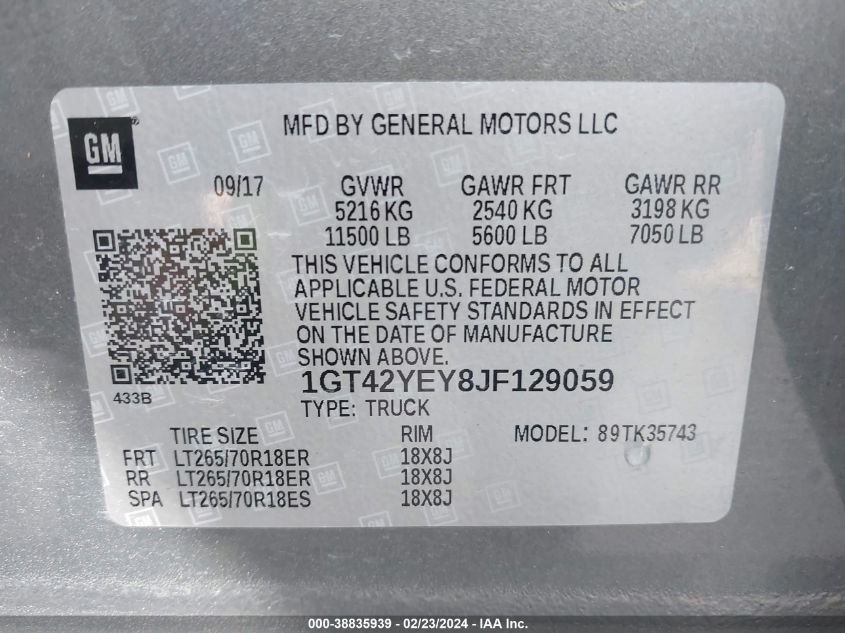 GM
MFD BY GENERAL MOTORS LLC
09/17 GVWR GAWR FRT GAWR RR
5216 KG 2540 KG 3198 KG
11500 LB 5600 LB 7050 LB
THIS VEHICLE CONFORMS TO ALL
APPLICABLE U.S. FEDERAL MOTOR
VEHICLE SAFETY STANDARDS IN EFFECT
ON THE DATE OF MANUFACTURE
SHOWN ABOVE.
433B
1GT42YEY8JF129059
TYPE: TRUCK
TIRE SIZE RIM MODEL: 89TK35743
FRT LT265/70R18ER 18X8J
RR LT265/70R18ER 18X8J
SPA LT265/70R18ES 18X8J
000-38835939 - 02/23/2024 - IAA Inc.